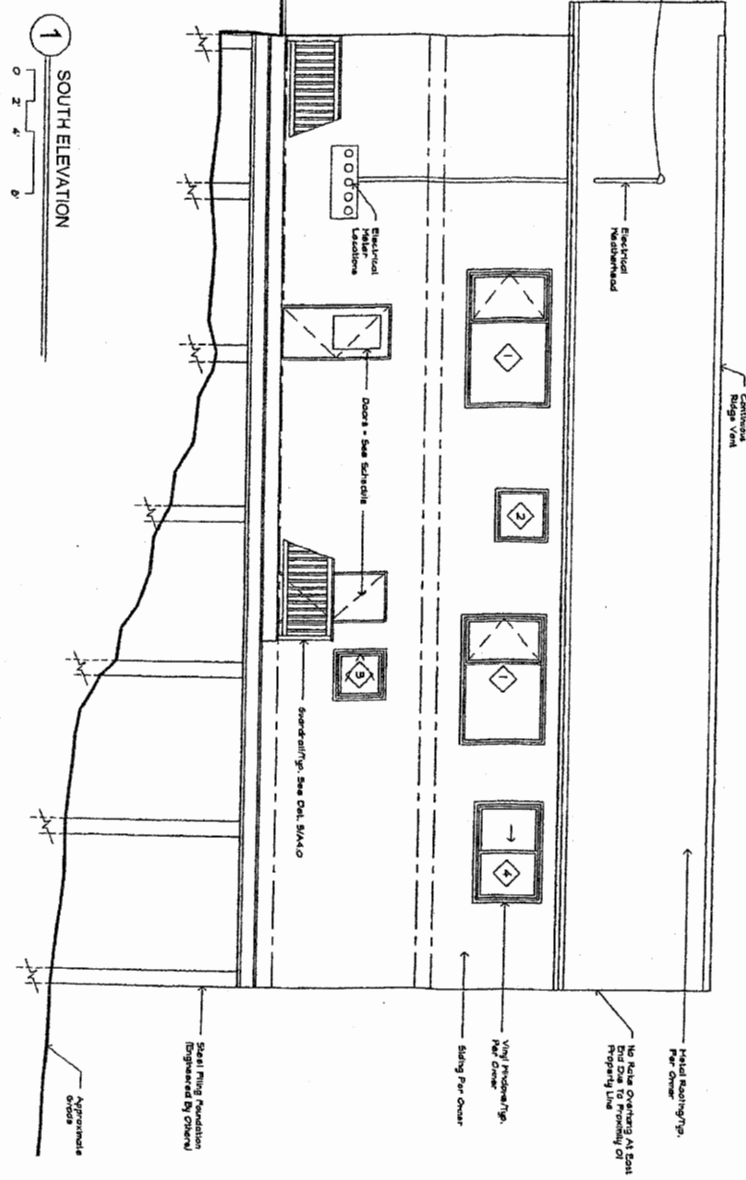 Continuous
Ridge Vent
Electrical
Weatherhead
Metal Roofing/Typ.
Per Owner
No Rake Overhang At East
End Due To Proximity Of
Property Line
1
2
1
4
Vinyl Windows/Typ.
Per Owner
Siding Per Owner
Electrical
Meter
Locations
Doors - See Schedule
3
Guardrail/Typ. See Det. 5/A4.0
Steel Piling Foundation
(Engineered By Others)
Approximate
Grade
1
SOUTH ELEVATION
0 2' 4' 8'